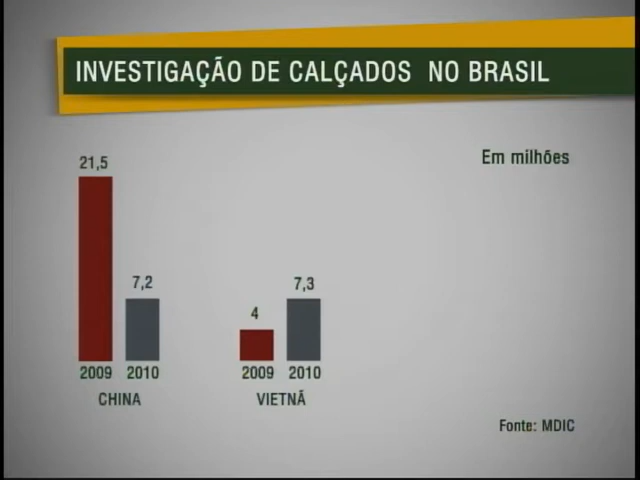 INVESTIGAÇÃO DE CALÇADOS NO BRASIL
Em milhões
21,5
7,2
4
7,3
2009 2010
2009 2010
CHINA
VIETNÃ
Fonte: MDIC